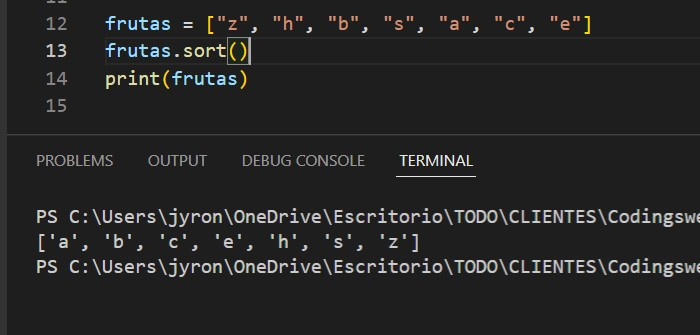 12 frutas = ["z", "h", "b", "s", "a", "c", "e"]
13 frutas.sort()
14 print(frutas)
15
PROBLEMS OUTPUT DEBUG CONSOLE TERMINAL
PS C:\Users\jyron\OneDrive\Escritorio\TODO\CLIENTES\Codingswe
['a', 'b', 'c', 'e', 'h', 's', 'z']
PS C:\Users\jyron\OneDrive\Escritorio\TODO\CLIENTES\Codingswe